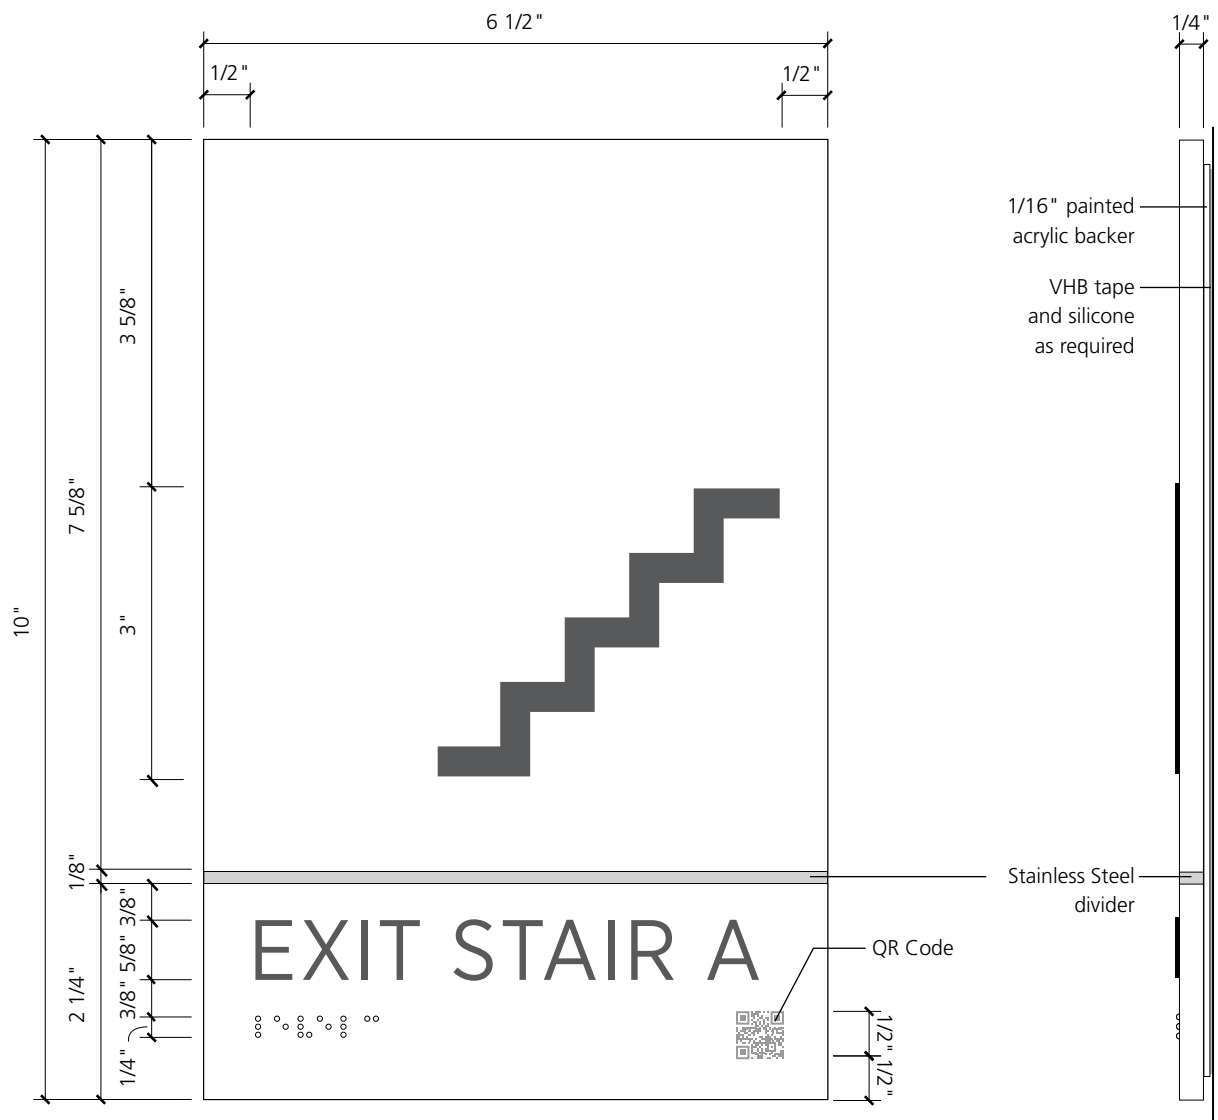 6 1/2"
1/4"
1/2"
1/2"
1/16" painted
acrylic backer
VHB tape
and silicone
as required
3 5/8"
7 5/8"
10"
3"
1/8"
Stainless Steel
divider
3/8"
5/8"
EXIT STAIR A
QR Code
2 1/4"
3/8"
1/4"
1/2"
1/2"